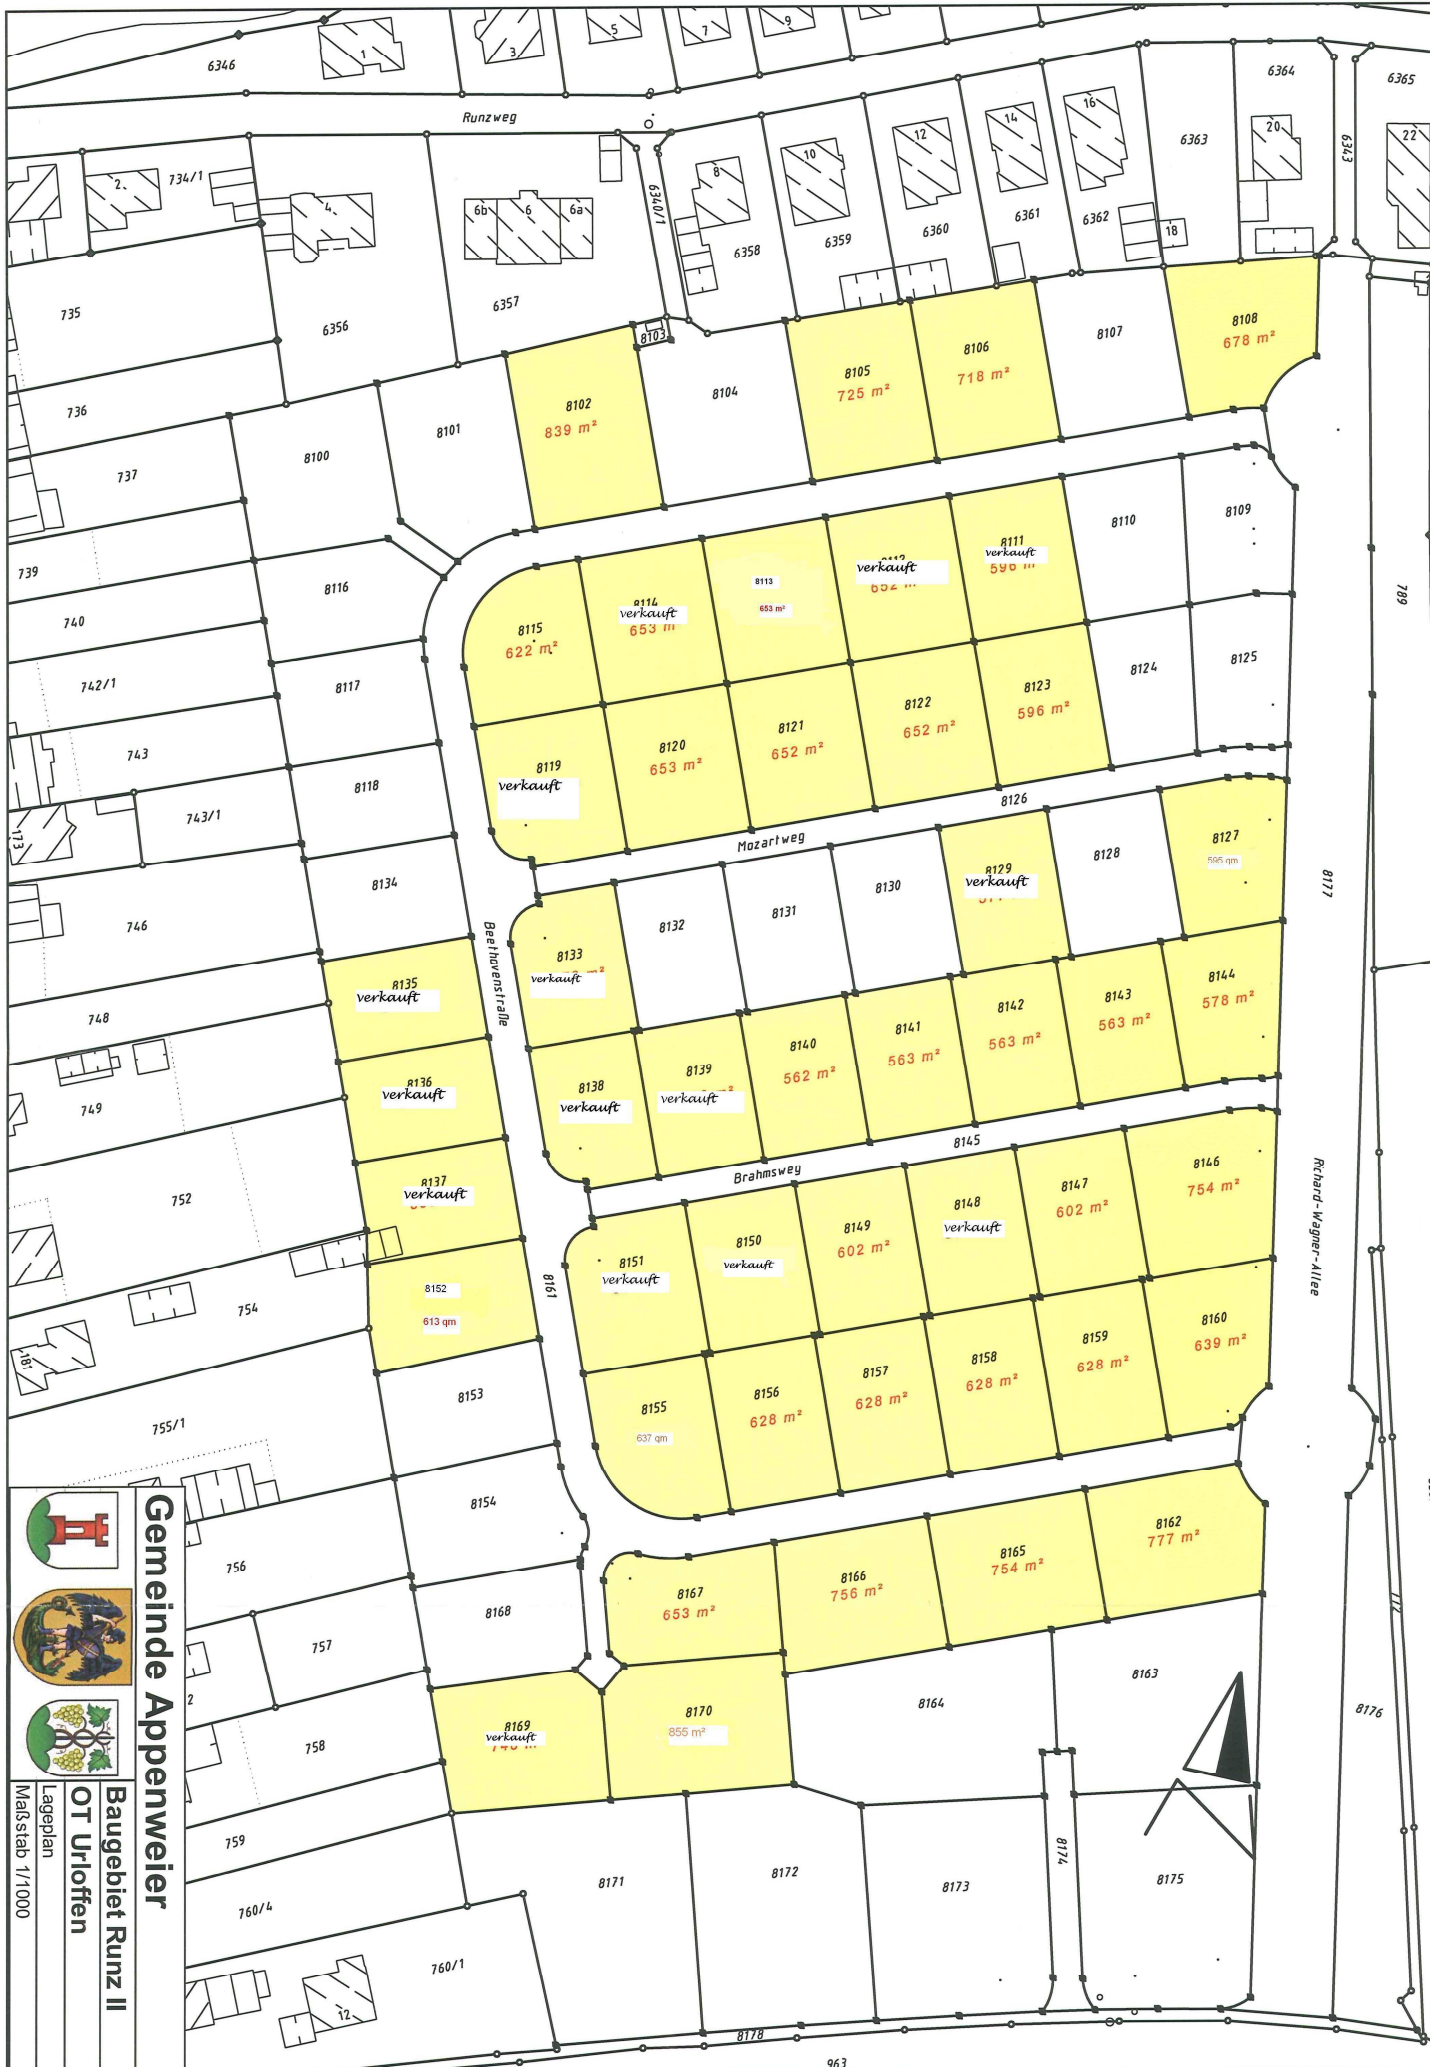 6346
1
3
5
7
9
6364
6365
Runzweg
6343
6340/1
734/1
2
4
6b
6
6a
8
10
12
14
16
6363
20
22
18
735
6356
6357
6358
6359
6360
6361
6362
8103
8107
8108
678 m²
8106
718 m²
8105
725 m²
8104
8102
839 m²
8101
8100
736
737
739
740
742/1
743
743/1
173
746
748
749
752
754
181
755/1
756
757
758
759
760/4
760/1
12
8109
8110
8111
verkauft
596 m
verkauft
652 m
8113
653 m²
8114
verkauft
653 m
8115
622 m²
8116
8117
8118
8125
8124
8123
596 m²
8122
652 m²
8121
652 m²
8120
653 m²
8119
verkauft
8126
Mozartweg
8127
595 qm
8128
8129
verkauft
8130
8131
8132
8133
verkauft
8134
8135
verkauft
8136
verkauft
8137
verkauft
8152
613 qm
8153
8154
Beethovenstraße
8161
8144
578 m²
8143
563 m²
8142
563 m²
8141
563 m²
8140
562 m²
8139
verkauft
8138
verkauft
8145
Brahmsweg
8146
754 m²
8147
602 m²
8148
verkauft
8149
602 m²
8150
verkauft
8151
verkauft
8160
639 m²
8159
628 m²
8158
628 m²
8157
628 m²
8156
628 m²
8155
637 qm
8162
777 m²
8165
754 m²
8166
756 m²
8167
653 m²
8168
8169
verkauft
8170
855 m²
8164
8163
8171
8172
8173
8174
8175
8176
8177
8178
963
789
772
Richard-Wagner-Allee
Gemeinde Appenweier
Baugebiet Runz II
OT Urloffen
Lageplan
Maßstab 1/1000